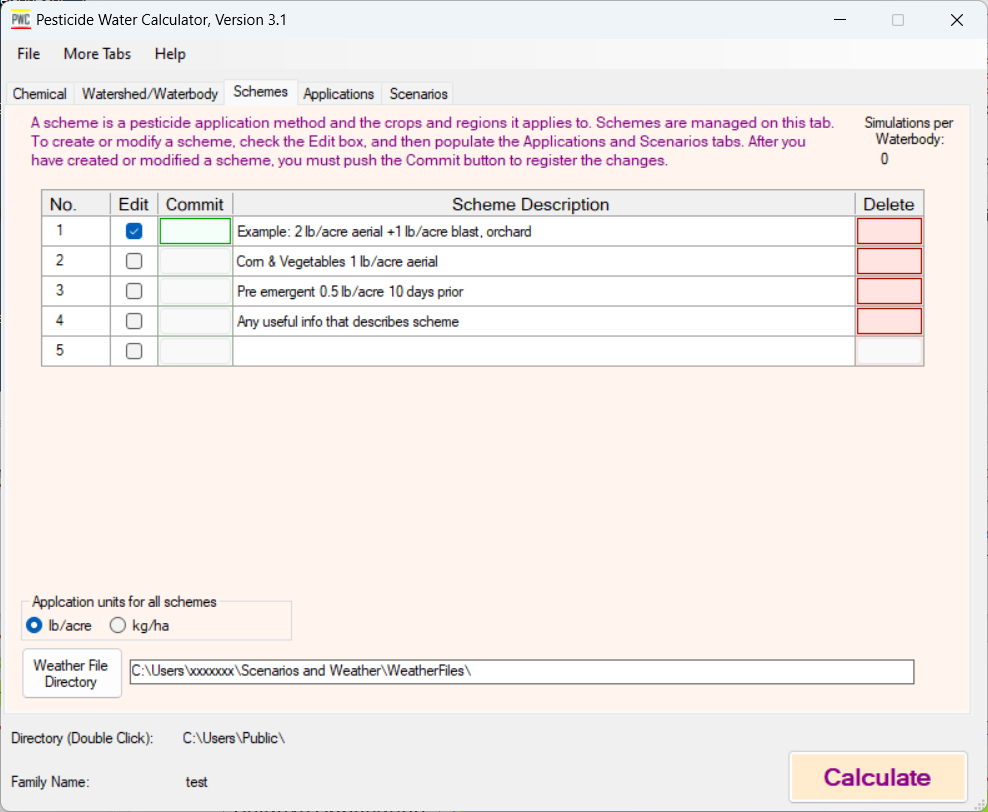 PWC Pesticide Water Calculator, Version 3.1
File More Tabs Help
Chemical Watershed/Waterbody Schemes Applications Scenarios
A scheme is a pesticide application method and the crops and regions it applies to. Schemes are managed on this tab.
To create or modify a scheme, check the Edit box, and then populate the Applications and Scenarios tabs. After you
have created or modified a scheme, you must push the Commit button to register the changes.
Simulations per
Waterbody:
0
No. Edit Commit Scheme Description Delete
1 Example: 2 lb/acre aerial +1 lb/acre blast, orchard
2 Corn & Vegetables 1 lb/acre aerial
3 Pre emergent 0.5 lb/acre 10 days prior
4 Any useful info that describes scheme
5
Applcation units for all schemes
lb/acre kg/ha
Weather File
Directory
C:\Users\xxxxxxx\Scenarios and Weather\WeatherFiles\
Directory (Double Click): C:\Users\Public\
Family Name: test
Calculate